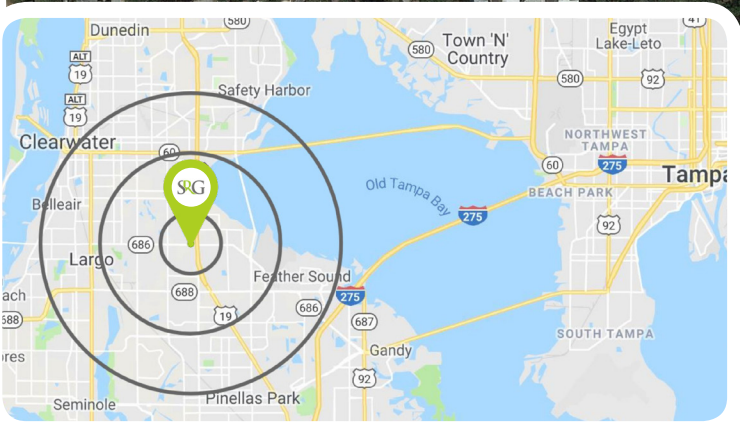 580
41
Dunedin
Egypt
Lake-Leto
Town 'N'
Country
580
ALT
19
580
92
Safety Harbor
ALT
19
Clearwater
NORTHWEST
TAMPA
60
60
275
Tampa
SRG
Old Tampa Bay
BEACH PARK
Belleair
275
92
686
Largo
Feather Sound
688
275
ach
686
19
687
688
SOUTH TAMPA
res
Gandy
92
Pinellas Park
Seminole